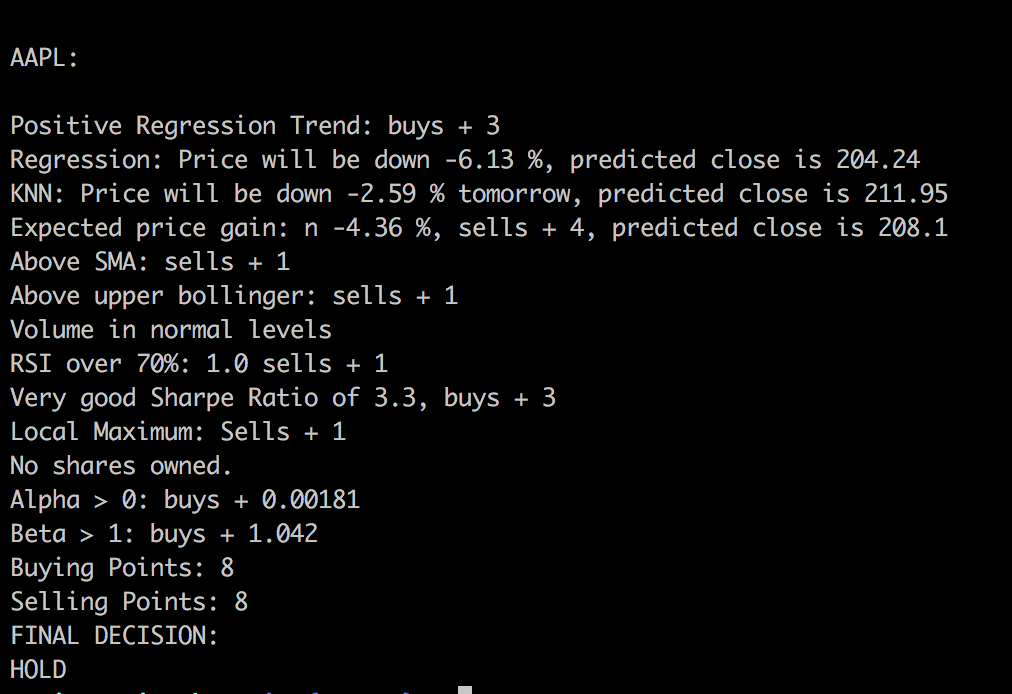 AAPL:
Positive Regression Trend: buys + 3
Regression: Price will be down -6.13 %, predicted close is 204.24
KNN: Price will be down -2.59 % tomorrow, predicted close is 211.95
Expected price gain: n -4.36 %, sells + 4, predicted close is 208.1
Above SMA: sells + 1
Above upper bollinger: sells + 1
Volume in normal levels
RSI over 70%: 1.0 sells + 1
Very good Sharpe Ratio of 3.3, buys + 3
Local Maximum: Sells + 1
No shares owned.
Alpha > 0: buys + 0.00181
Beta > 1: buys + 1.042
Buying Points: 8
Selling Points: 8
FINAL DECISION:
HOLD